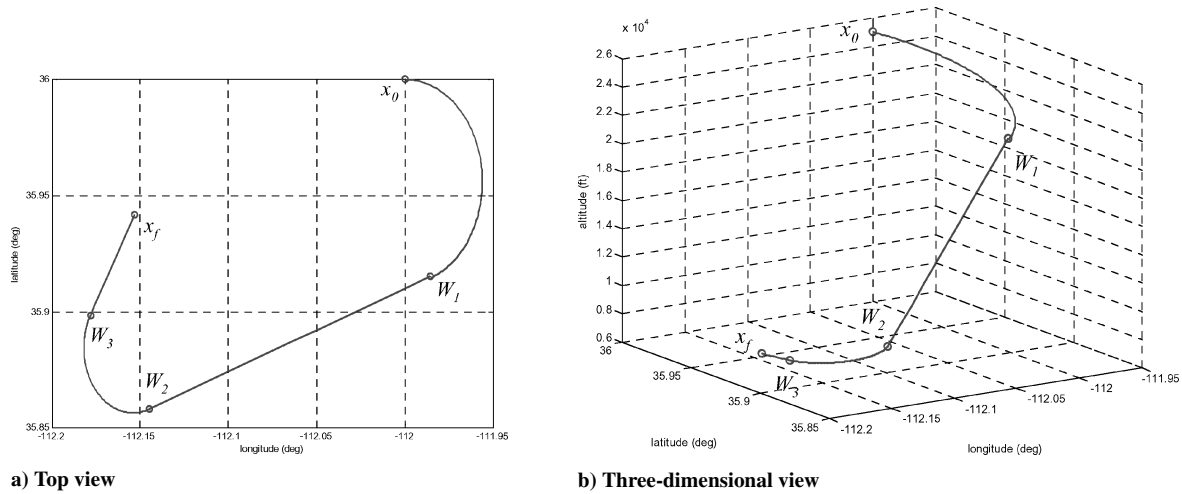 x0
W1
W2
W3
xf
36
35.95
35.9
35.85
latitude (deg)
-112.2
-112.15
-112.1
-112.05
-112
-111.95
longitude (deg)
a) Top view
x 10^4
2.6
2.4
2.2
2
1.8
1.6
1.4
1.2
1
0.8
0.6
altitude (ft)
x0
W1
W2
xf
W3
36
35.95
35.9
35.85
latitude (deg)
-112.2
-112.15
-112.1
-112.05
-112
-111.95
longitude (deg)
b) Three-dimensional view